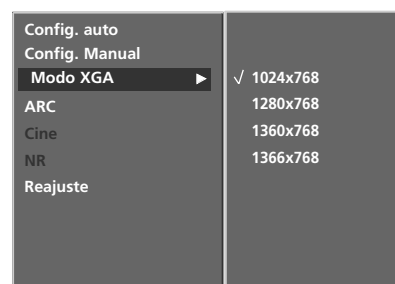 Config. auto
Config. Manual
Modo XGA ►
ARC
Cine
NR
Reajuste
√ 1024x768
1280x768
1360x768
1366x768